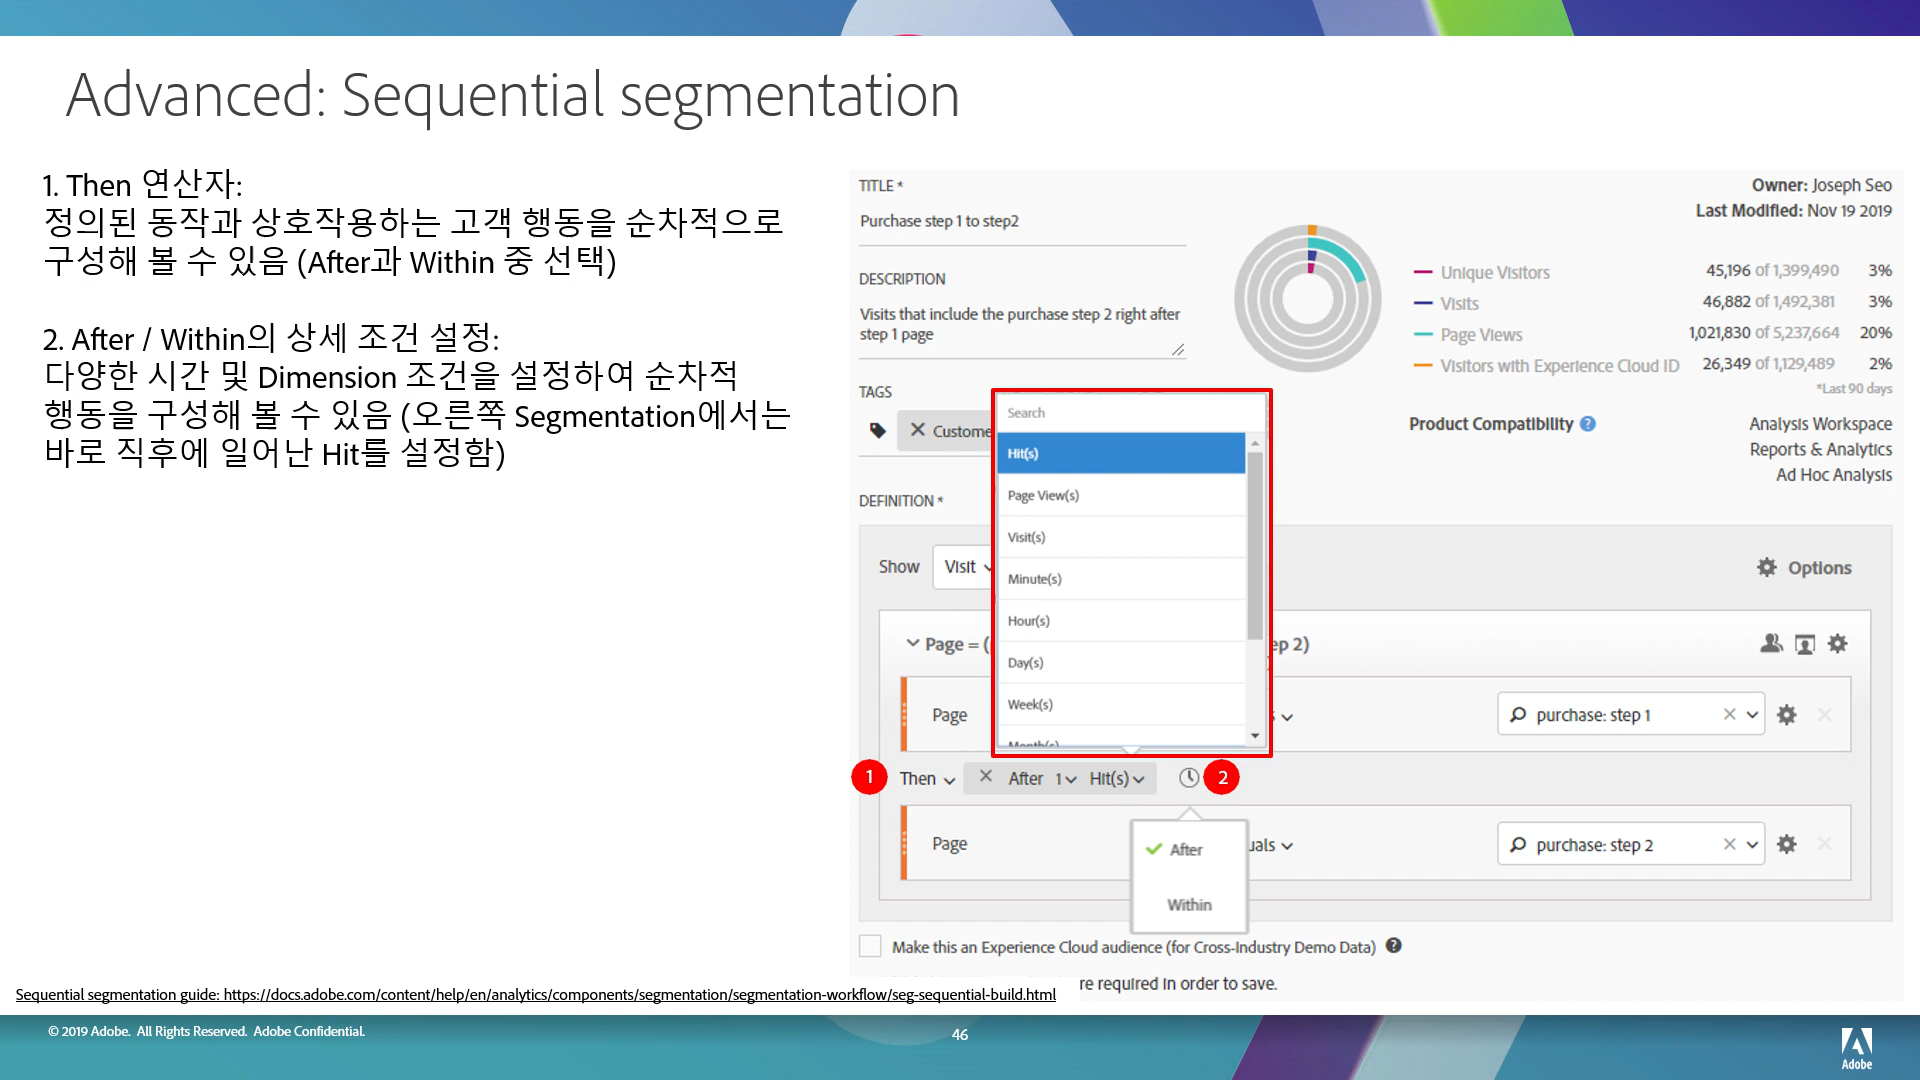 Advanced: Sequential segmentation
1. Then 연산자:
정의된 동작과 상호작용하는 고객 행동을 순차적으로
구성해 볼 수 있음 (After과 Within 중 선택)
2. After / Within의 상세 조건 설정:
다양한 시간 및 Dimension 조건을 설정하여 순차적
행동을 구성해 볼 수 있음 (오른쪽 Segmentation에서는
바로 직후에 일어난 Hit를 설정함)
TITLE *
Purchase step 1 to step2
DESCRIPTION
Visits that include the purchase step 2 right after
step 1 page
TAGS
Custome
Owner: Joseph Seo
Last Modified: Nov 19 2019
Unique Visitors 45,196 of 1,399,490 3%
Visits 46,882 of 1,492,381 3%
Page Views 1,021,830 of 5,237,664 20%
Visitors with Experience Cloud ID 26,349 of 1,129,489 2%
*Last 90 days
Product Compatibility ? Analysis Workspace
Reports & Analytics
Ad Hoc Analysis
Search
Hit(s)
Page View(s)
Visit(s)
Minute(s)
Hour(s)
Day(s)
Week(s)
Month(s)
DEFINITION *
Show Visit
Options
Page = ( ep 2)
Page s purchase: step 1
1 Then After 1 Hit(s) 2
Page uals purchase: step 2
After
Within
Make this an Experience Cloud audience (for Cross-Industry Demo Data) ?
re required in order to save.
Sequential segmentation guide: https://docs.adobe.com/content/help/en/analytics/components/segmentation/segmentation-workflow/seg-sequential-build.html
© 2019 Adobe. All Rights Reserved. Adobe Confidential.
46
Adobe